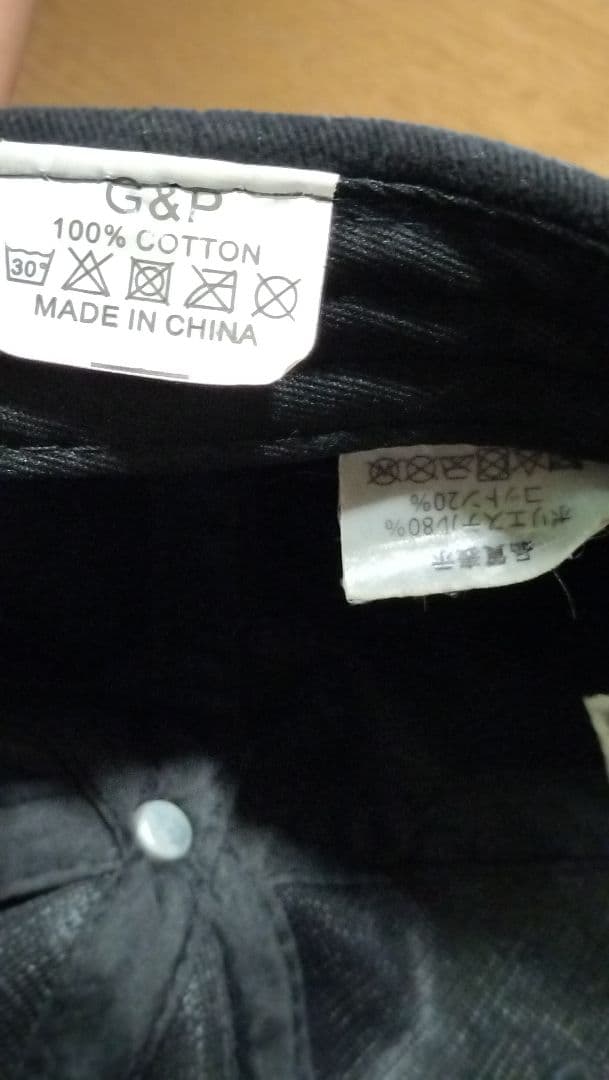 G&P
100% COTTON
30°
MADE IN CHINA
品質表示
ポリエステル80%
コットン20%